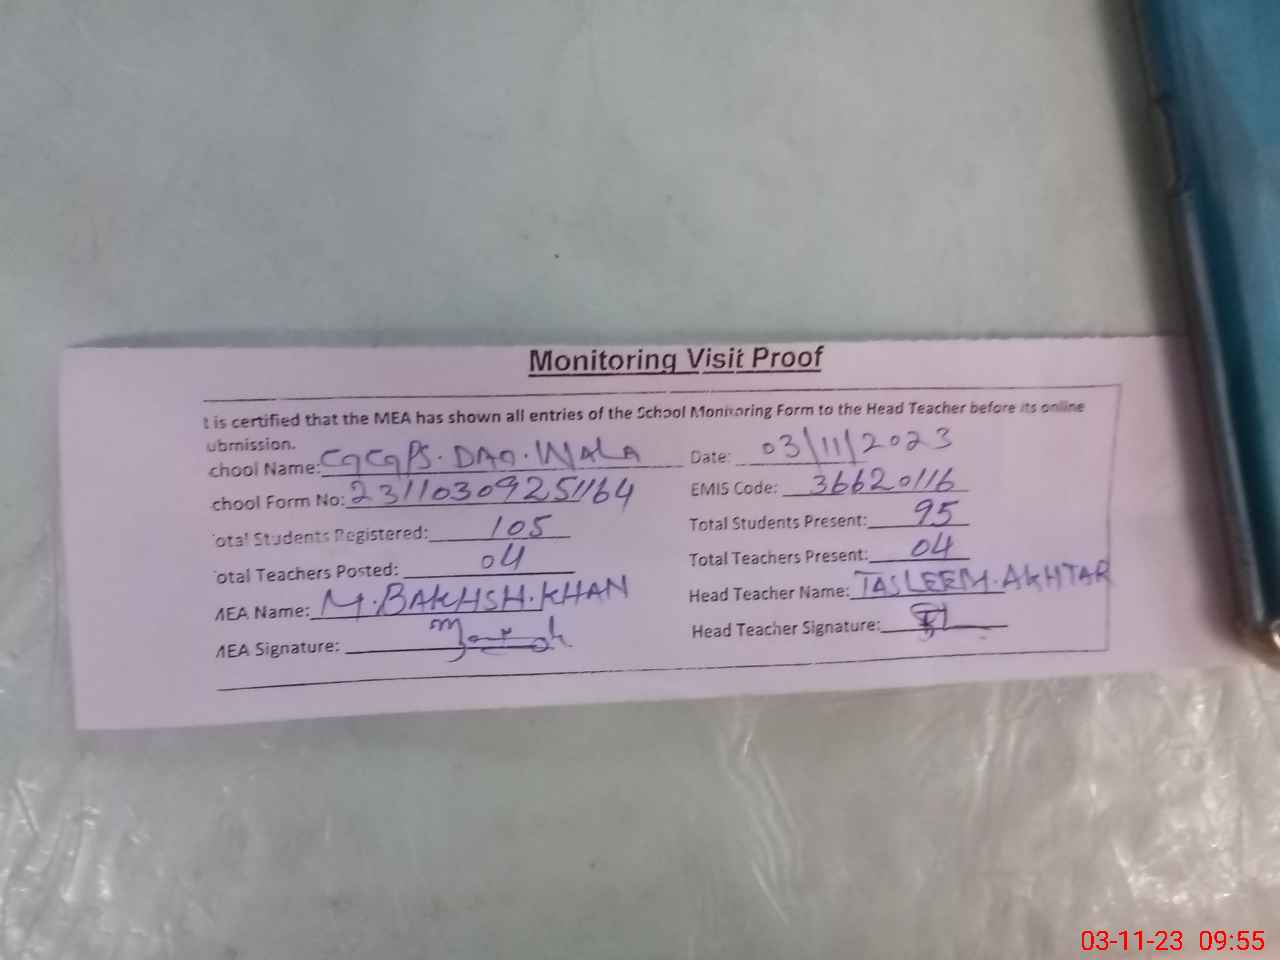 Monitoring Visit Proof
t is certified that the MEA has shown all entries of the School Monitoring Form to the Head Teacher before its online
ubmission.
chool Name: CGCGPS. DAO. WALA Date: 03/11/2023
chool Form No: 23110309251164 EMIS Code: 36620116
otal Students Registered: 105 Total Students Present: 95
otal Teachers Posted: 04 Total Teachers Present: 04
MEA Name: M. BAKHSH. KHAN Head Teacher Name: TASLEEM. AKHTAR
MEA Signature: Head Teacher Signature:
03-11-23 09:55